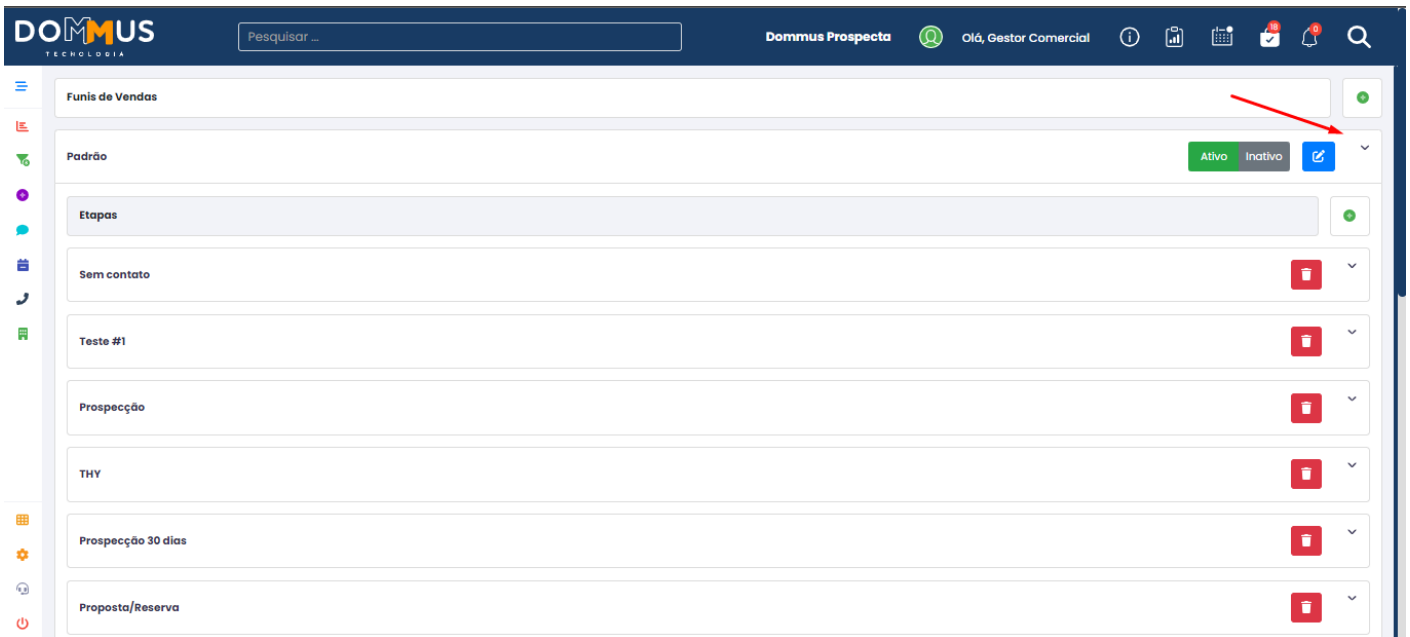 DOMMUS
TECNOLOGIA
Pesquisar ...
Dommus Prospecta
Olá, Gestor Comercial
18
0
Funis de Vendas
Padrão
Ativo
Inativo
Etapas
Sem contato
Teste #1
Prospecção
THY
Prospecção 30 dias
Proposta/Reserva